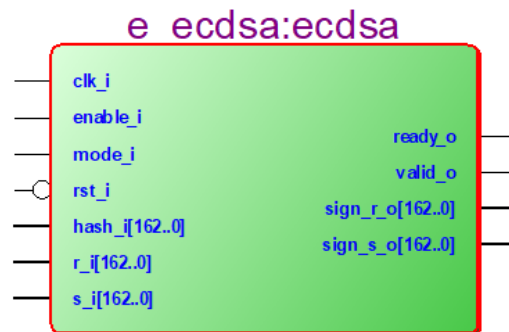 e_ecdsa:ecdsa
clk_i
enable_i
mode_i
rst_i
hash_i[162..0]
r_i[162..0]
s_i[162..0]
ready_o
valid_o
sign_r_o[162..0]
sign_s_o[162..0]